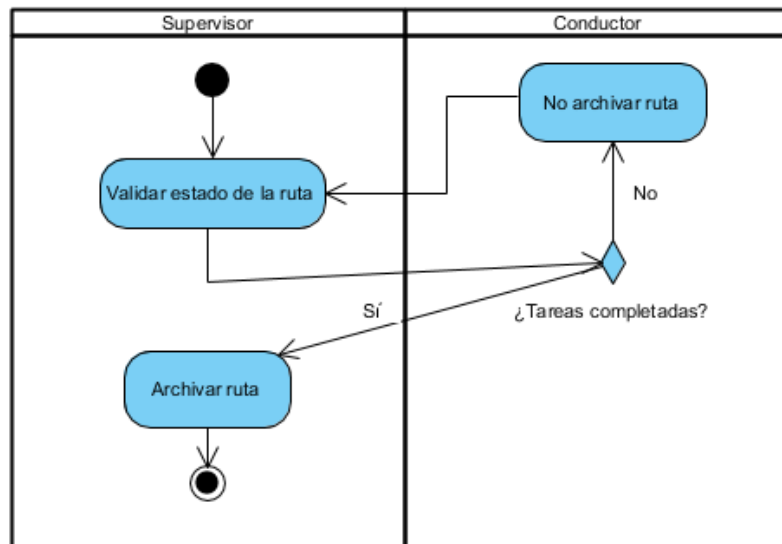 Supervisor
Conductor
No archivar ruta
Validar estado de la ruta
No
¿Tareas completadas?
Sí
Archivar ruta